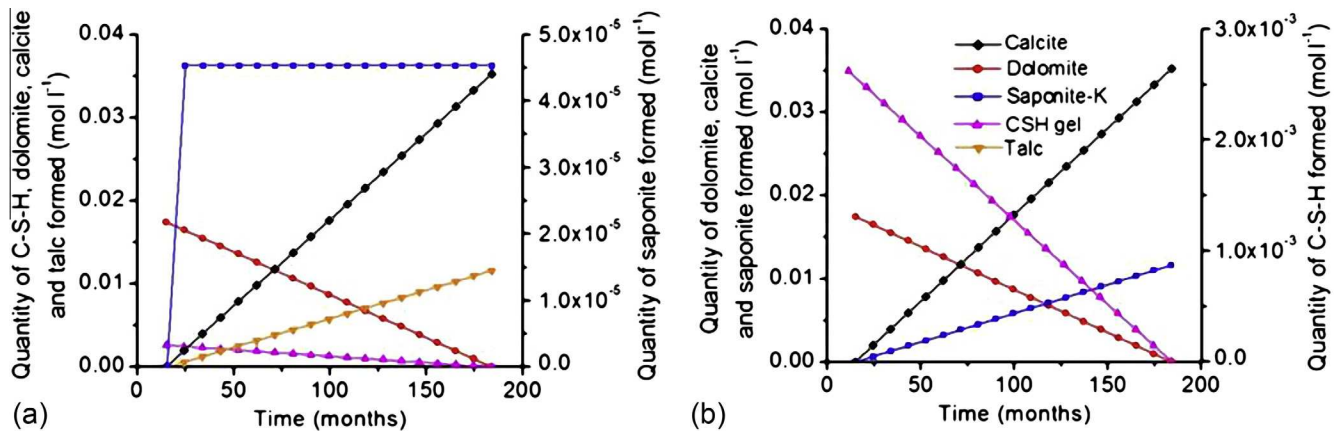 (a)
Quantity of C-S-H, dolomite, calcite
and talc formed (mol l⁻¹)
0.04
0.03
0.02
0.01
0.00
0
50
100
150
200
Time (months)
5.0x10⁻⁵
4.0x10⁻⁵
3.0x10⁻⁵
2.0x10⁻⁵
1.0x10⁻⁵
0
Quantity of saponite formed (mol l⁻¹)
(b)
Quantity of dolomite, calcite
and saponite formed (mol l⁻¹)
0.04
0.03
0.02
0.01
0.00
0
50
100
150
200
Time (months)
Calcite
Dolomite
Saponite-K
CSH gel
Talc
3.0x10⁻³
2.0x10⁻³
1.0x10⁻³
0.0
Quantity of C-S-H formed (mol l⁻¹)